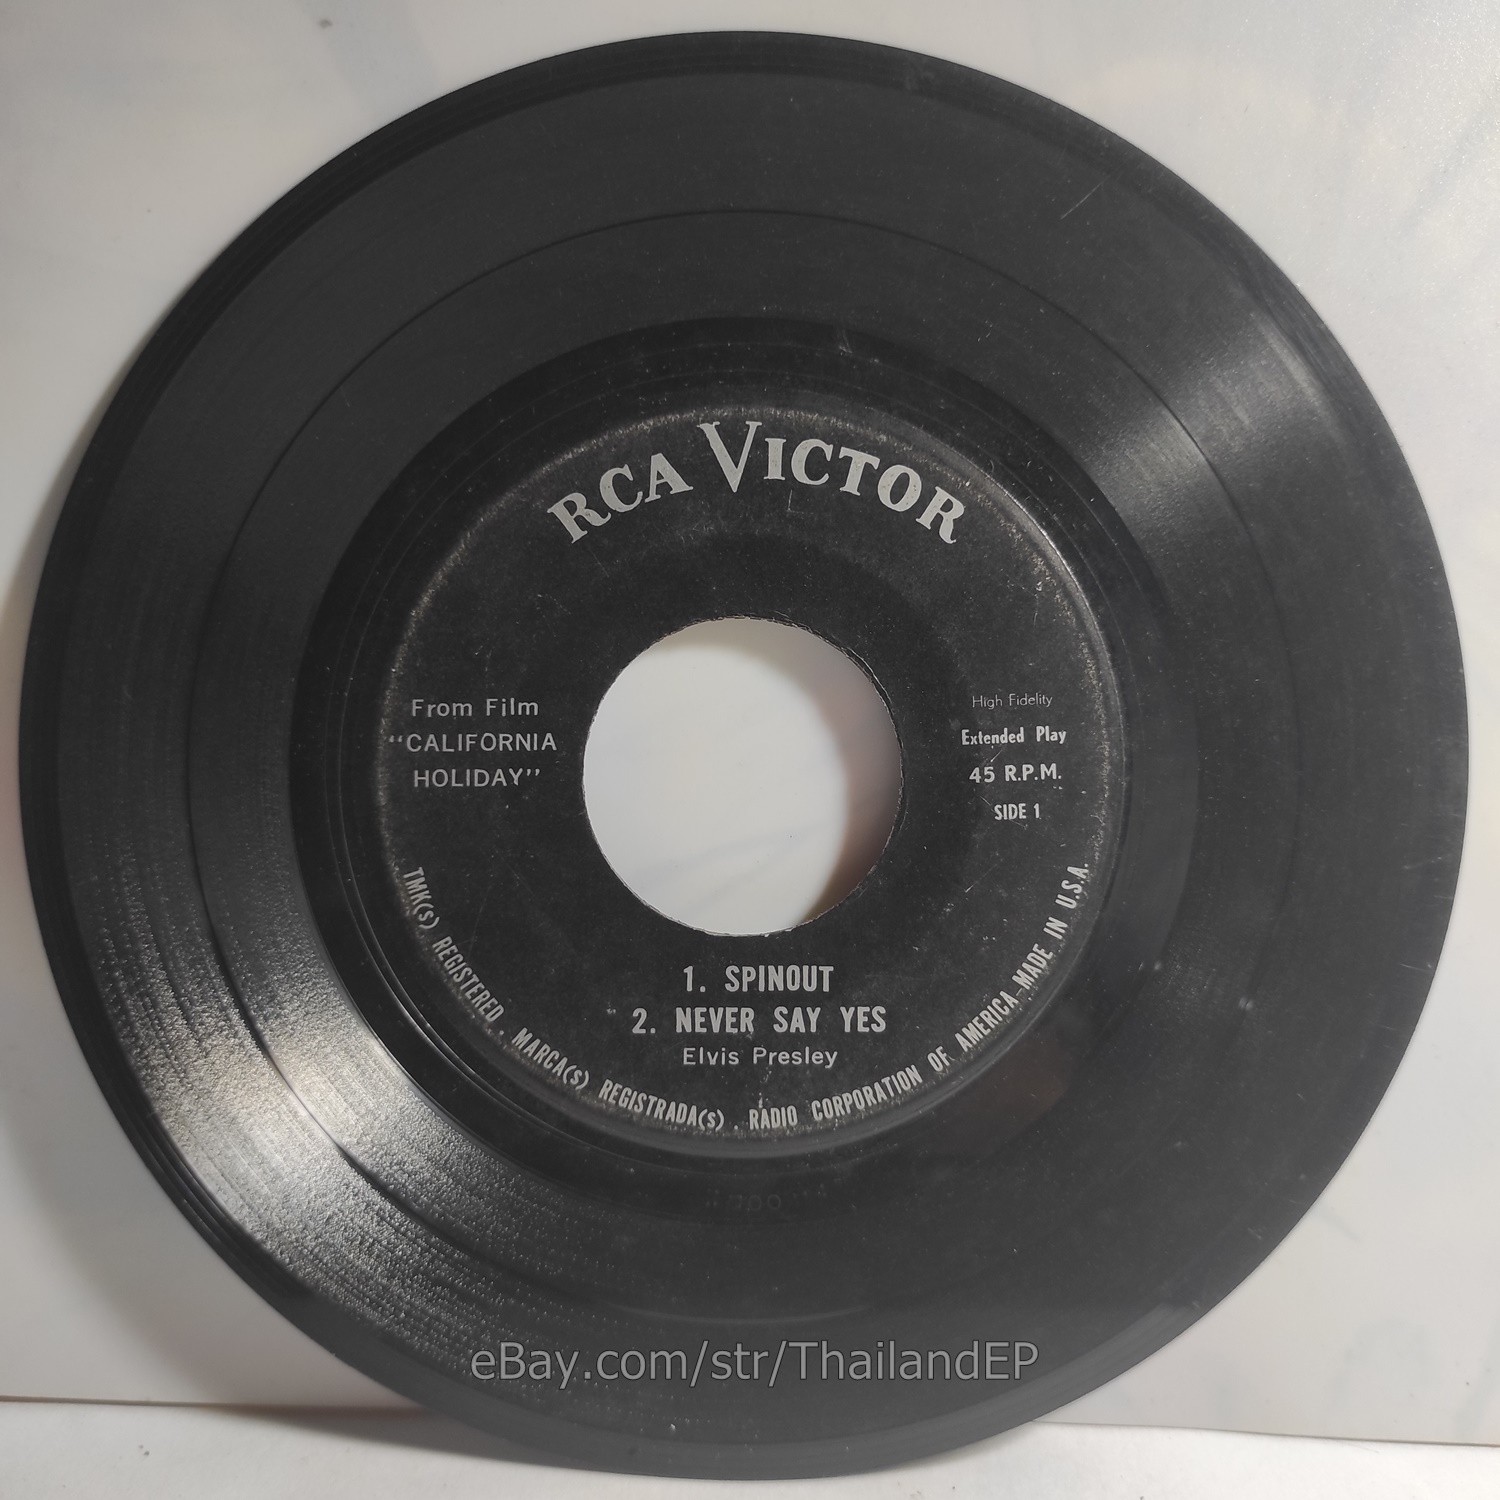 RCA VICTOR
From Film
“CALIFORNIA
HOLIDAY”
High Fidelity
Extended Play
45 R.P.M.
SIDE 1
1. SPINOUT
2. NEVER SAY YES
Elvis Presley
TMK(s) REGISTERED . MARCA(s) REGISTRADA(s) . RADIO CORPORATION OF AMERICA—MADE IN U.S.A.
eBay.com/str/ThailandEP